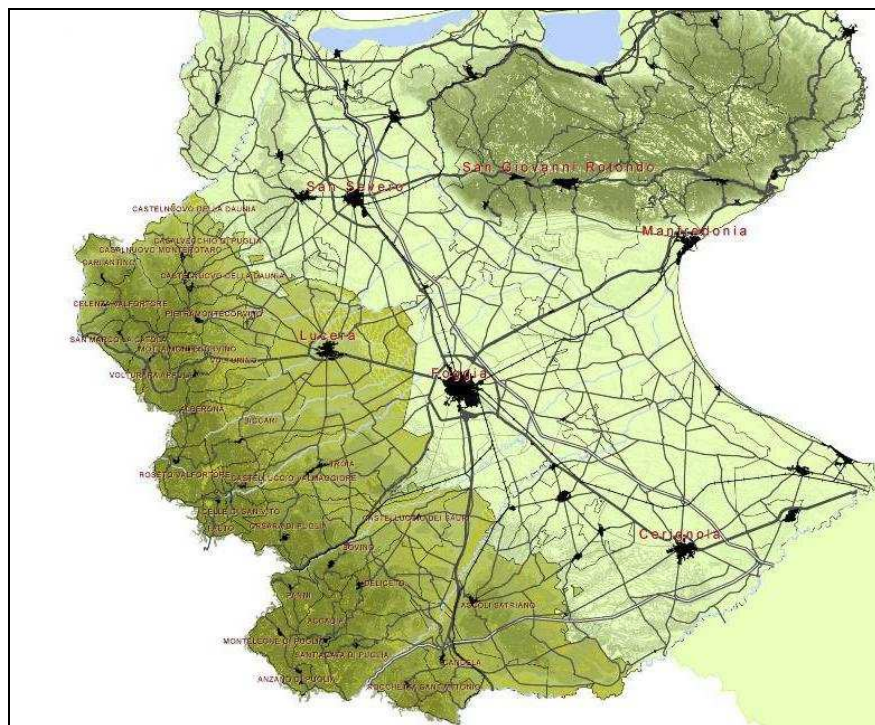 San Giovanni Rotondo
San Severo
CASTELNUOVO DELLA DAUNIA
Manfredonia
CASALVECCHIO DI PUGLIA
CASALNUOVO MONTEROTARO
CARLANTINO
CASTELNUOVO DELLA DAUNIA
CELENZA VALFORTORE
PIETRAMONTECORVINO
Lucera
SAN MARCO LA CATOLA
MOTTA MONTECORVINO
VOLTURINO
Foggia
VOLTURARA APPULA
ALBERONA
BICCARI
TROIA
ROSETO VALFORTORE
CASTELLUCCIO VALMAGGIORE
CELLE DI SAN VITO
CASTELLUCCIO DEI SAURI
FAETO
ORSARA DI PUGLIA
Cerignola
BOVINO
DELICETO
PANNI
ASCOLI SATRIANO
ACCADIA
MONTELEONE DI PUGLIA
SANT'AGATA DI PUGLIA
CANDELA
ANZANO DI PUGLIA
ROCCHETTA SANT'ANTONIO